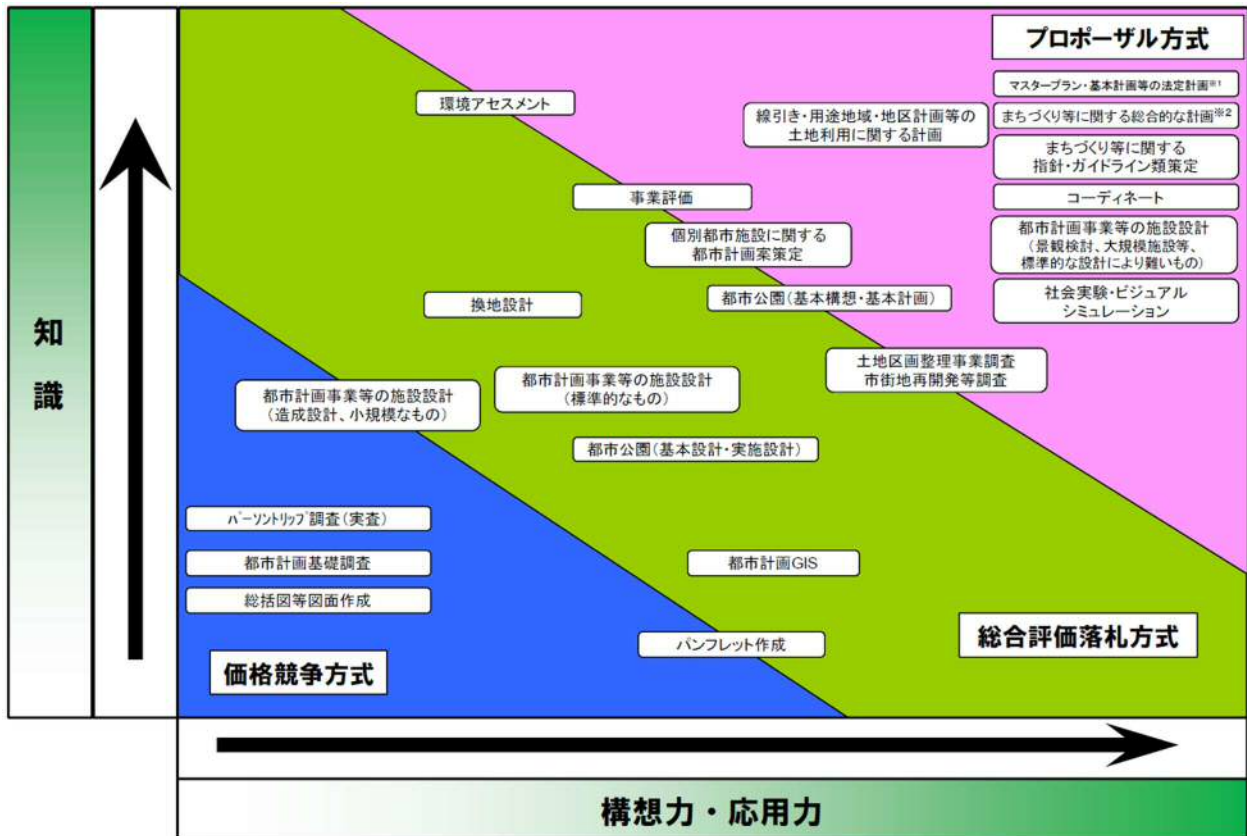 プロポーザル方式
マスタープラン・基本計画等の法定計画※1
環境アセスメント
線引き・用途地域・地区計画等の
土地利用に関する計画
まちづくり等に関する総合的な計画※2
まちづくり等に関する
指針・ガイドライン類策定
事業評価
コーディネート
個別都市施設に関する
都市計画案策定
都市計画事業等の施設設計
（景観検討、大規模施設等、
標準的な設計により難いもの）
換地設計
都市公園（基本構想・基本計画）
社会実験・ビジュアル
シミュレーション
知
識
土地区画整理事業調査
市街地再開発等調査
都市計画事業等の施設設計
（造成設計、小規模なもの）
都市計画事業等の施設設計
（標準的なもの）
都市公園（基本設計・実施設計）
ﾊﾟｰｿﾝﾄﾘｯﾌﾟ調査（実査）
都市計画基礎調査
都市計画GIS
総括図等図面作成
パンフレット作成
総合評価落札方式
価格競争方式
構想力・応用力